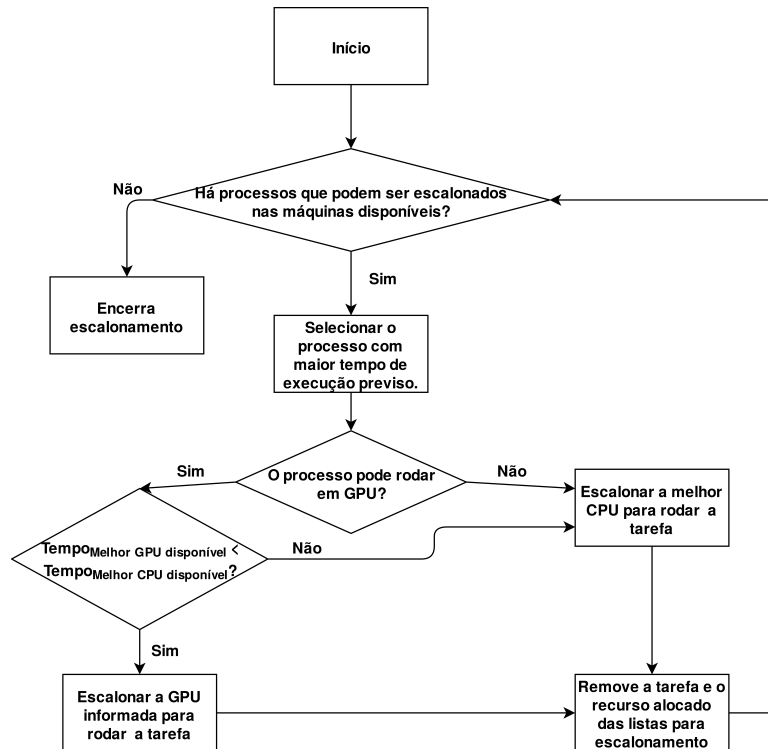 Início
Há processos que podem ser escalonados
nas máquinas disponíveis?
Não
Sim
Encerra
escalonamento
Selecionar o
processo com
maior tempo de
execução previso.
O processo pode rodar
em GPU?
Sim
Não
Escalonar a melhor
CPU para rodar a
tarefa
TempoMelhor GPU disponível <
TempoMelhor CPU disponível?
Não
Sim
Escalonar a GPU
informada para
rodar a tarefa
Remove a tarefa e o
recurso alocado
das listas para
escalonamento